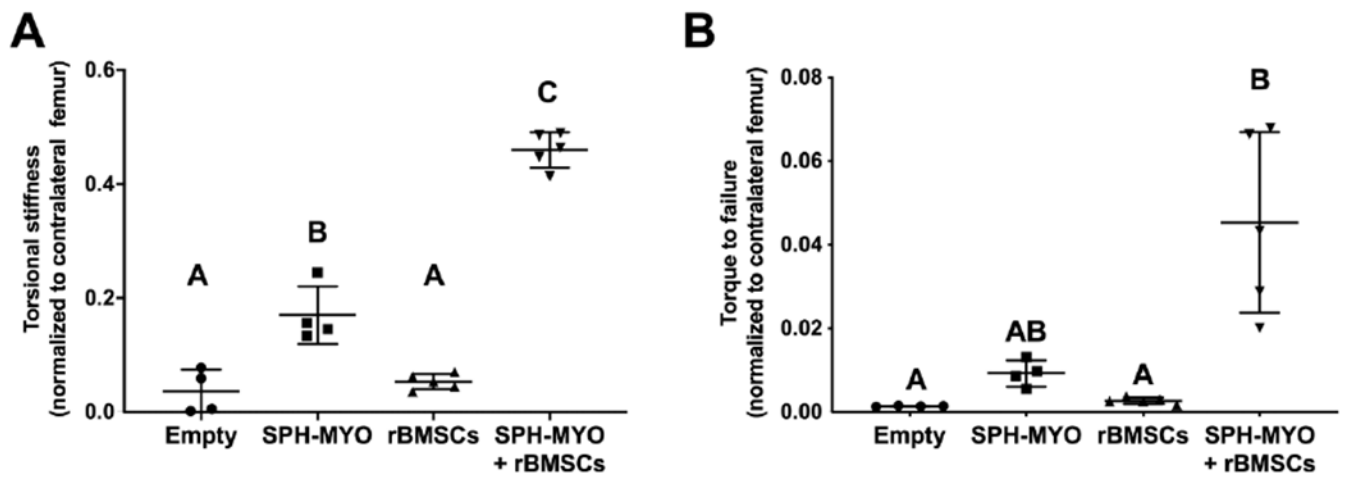 A
Torsional stiffness
(normalized to contralateral femur)
0.6
0.4
0.2
0.0
A
B
A
C
Empty
SPH-MYO
rBMSCs
SPH-MYO
+ rBMSCs
B
Torque to failure
(normalized to contralateral femur)
0.08
0.06
0.04
0.02
0.00
A
AB
A
B
Empty
SPH-MYO
rBMSCs
SPH-MYO
+ rBMSCs